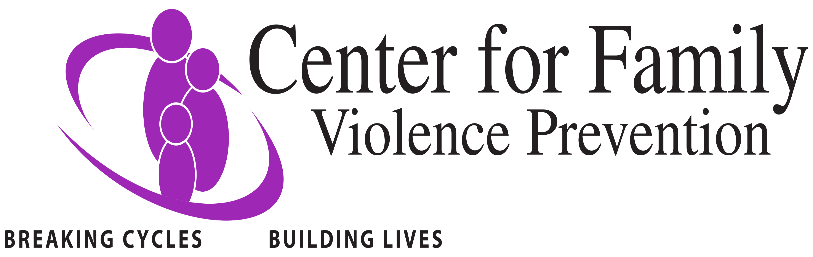 Center for Family
Violence Prevention
BREAKING CYCLES BUILDING LIVES